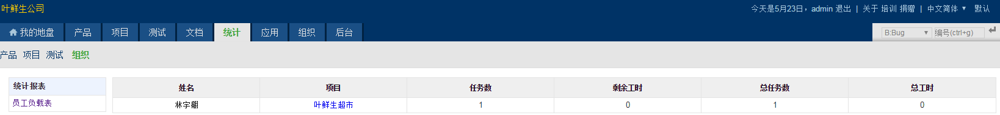 叶鲜生公司
今天是5月23日，admin 退出 | 关于 培训 捐赠 | 中文简体 ▼ 默认
我的地盘 产品 项目 测试 文档 统计 应用 组织 后台 B:Bug ▼ 编号(ctrl+g)
产品 项目 测试 组织
统计报表 姓名 项目 任务数 剩余工时 总任务数 总工时
员工负载表 林宇翩 叶鲜生超市 1 0 1 0